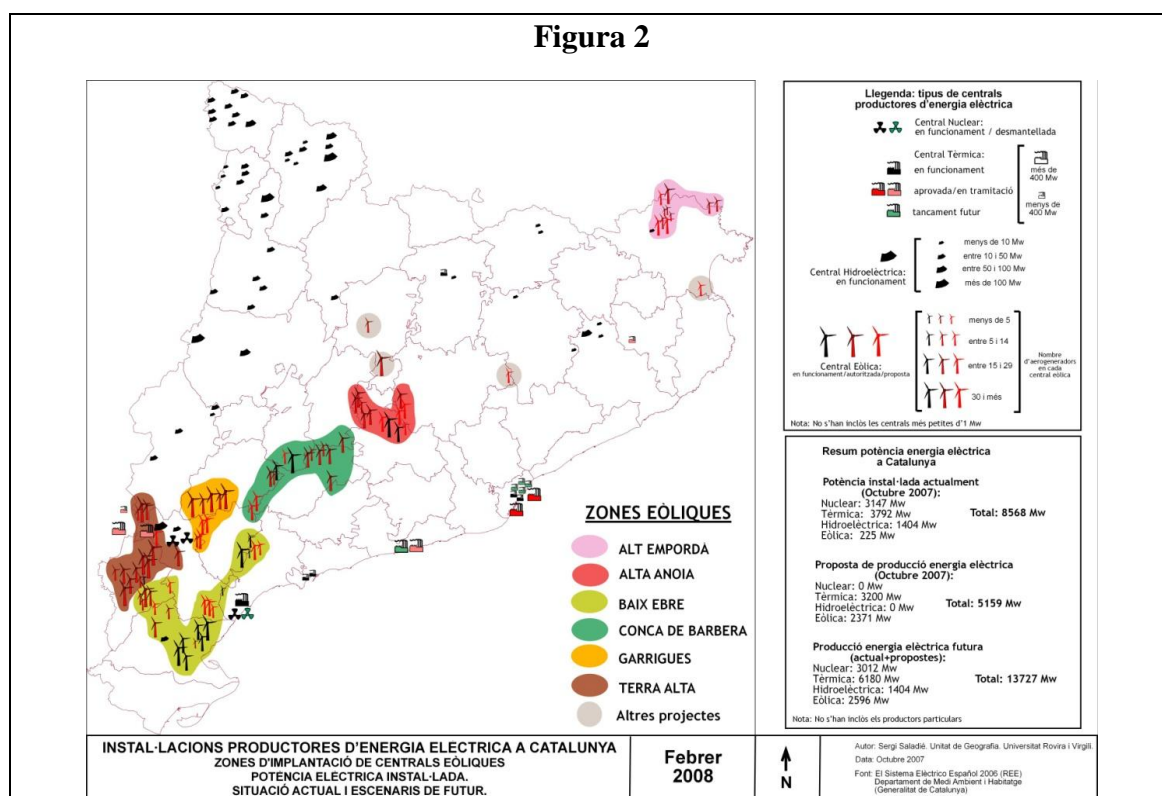 Figura 2
Llegenda: tipus de centrals
productores d'energia elèctrica
Central Nuclear:
en funcionament / desmantellada
Central Tèrmica:
en funcionament
aprovada/en tramitació
tancament futur
més de
400 Mw
menys de
400 Mw
Central Hidroelèctrica:
en funcionament
menys de 10 Mw
entre 10 i 50 Mw
entre 50 i 100 Mw
més de 100 Mw
Central Eòlica:
en funcionament/autoritzada/proposta
menys de 5
entre 5 i 14
entre 15 i 29
30 i més
Nombre
d'aerogeneradors
en cada
central eòlica
Nota: No s'han inclòs les centrals més petites d'1 Mw
ZONES EÒLIQUES
ALT EMPORDÀ
ALTA ANOIA
BAIX EBRE
CONCA DE BARBERA
GARRIGUES
TERRA ALTA
Altres projectes
Resum potència energia elèctrica
a Catalunya
Potència instal·lada actualment
(Octubre 2007):
Nuclear: 3147 Mw
Tèrmica: 3792 Mw
Hidroelèctrica: 1404 Mw
Eòlica: 225 Mw
Total: 8568 Mw
Proposta de producció energia elèctrica
(Octubre 2007):
Nuclear: 0 Mw
Tèrmica: 3200 Mw
Hidroelèctrica: 0 Mw
Eòlica: 2371 Mw
Total: 5159 Mw
Producció energia elèctrica futura
(actual+propostes):
Nuclear: 3012 Mw
Tèrmica: 6180 Mw
Hidroelèctrica: 1404 Mw
Eòlica: 2596 Mw
Total: 13727 Mw
Nota: No s'han inclòs els productors particulars
INSTAL·LACIONS PRODUCTORES D'ENERGIA ELECTRICA A CATALUNYA
ZONES D'IMPLANTACIÓ DE CENTRALS EÒLIQUES
POTÈNCIA ELÈCTRICA INSTAL·LADA.
SITUACIÓ ACTUAL I ESCENARIS DE FUTUR.
Febrer
2008
N
Autor: Sergi Saladié. Unitat de Geografia. Universitat Rovira i Virgili.
Data: Octubre 2007
Font: El Sistema Elèctrico Español 2006 (REE)
Departament de Medi Ambient i Habitatge
(Generalitat de Catalunya)